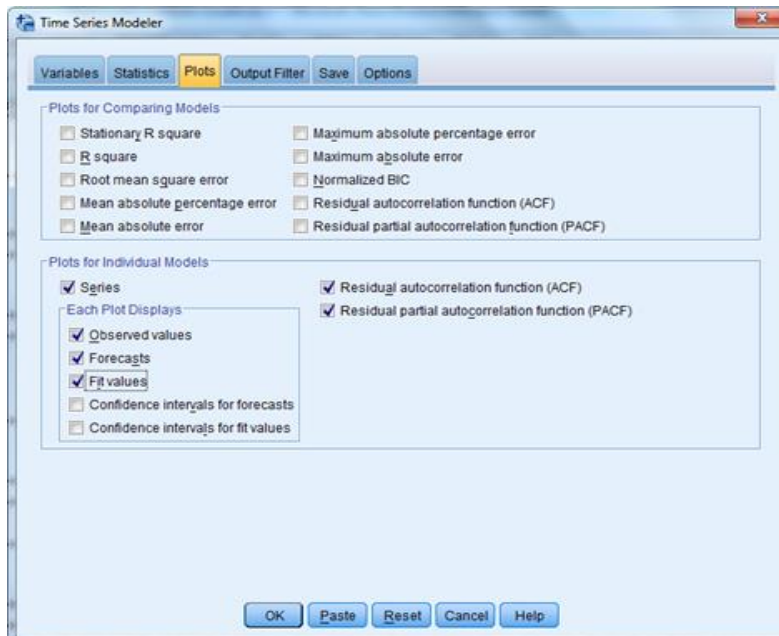 Time Series Modeler
Variables Statistics Plots Output Filter Save Options
Plots for Comparing Models
Stationary R square
Maximum absolute percentage error
R square
Maximum absolute error
Root mean square error
Normalized BIC
Mean absolute percentage error
Residual autocorrelation function (ACF)
Mean absolute error
Residual partial autocorrelation function (PACF)
Plots for Individual Models
Series
Residual autocorrelation function (ACF)
Each Plot Displays
Residual partial autocorrelation function (PACF)
Observed values
Forecasts
Fit values
Confidence intervals for forecasts
Confidence intervals for fit values
OK Paste Reset Cancel Help